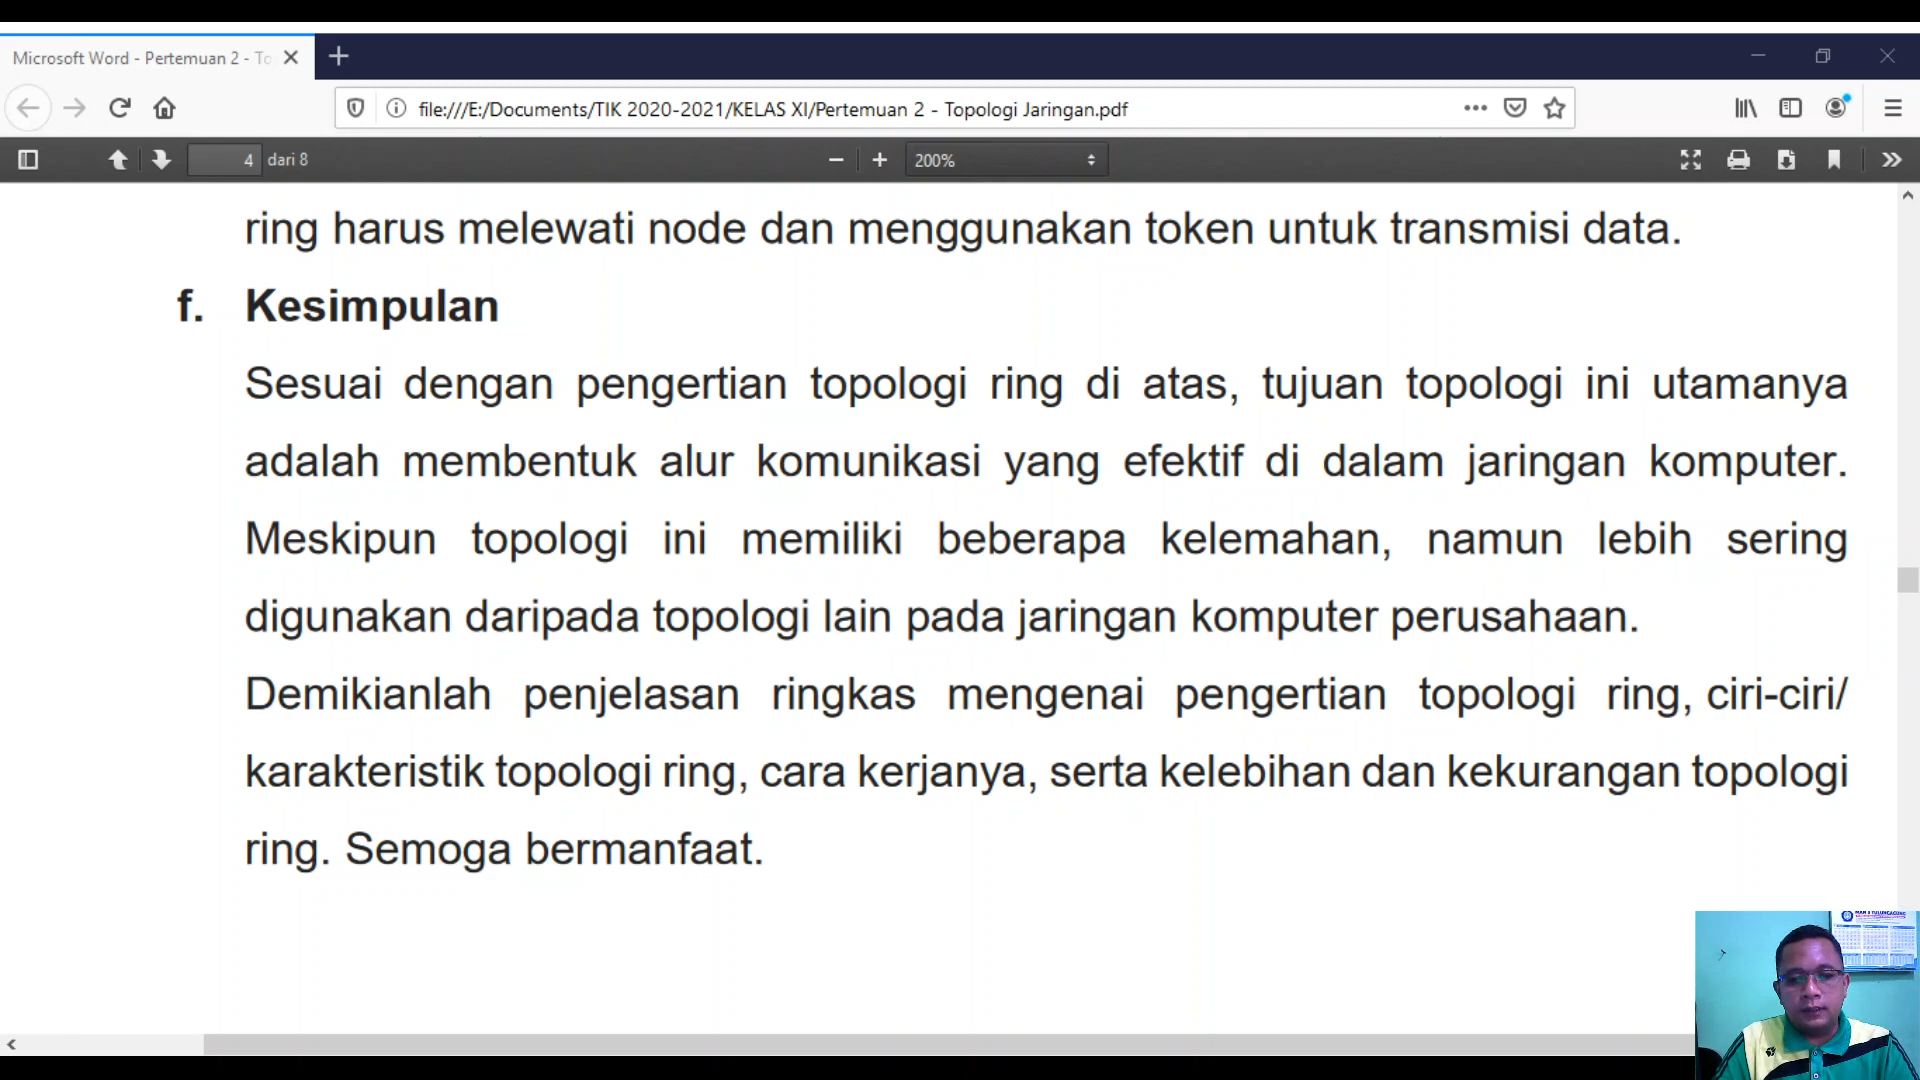 Microsoft Word - Pertemuan 2 - To
file:///E:/Documents/TIK 2020-2021/KELAS XI/Pertemuan 2 - Topologi Jaringan.pdf
4 dari 8
200%
ring harus melewati node dan menggunakan token untuk transmisi data.
f. Kesimpulan
Sesuai dengan pengertian topologi ring di atas, tujuan topologi ini utamanya
adalah membentuk alur komunikasi yang efektif di dalam jaringan komputer.
Meskipun topologi ini memiliki beberapa kelemahan, namun lebih sering
digunakan daripada topologi lain pada jaringan komputer perusahaan.
Demikianlah penjelasan ringkas mengenai pengertian topologi ring, ciri-ciri/
karakteristik topologi ring, cara kerjanya, serta kelebihan dan kekurangan topologi
ring. Semoga bermanfaat.